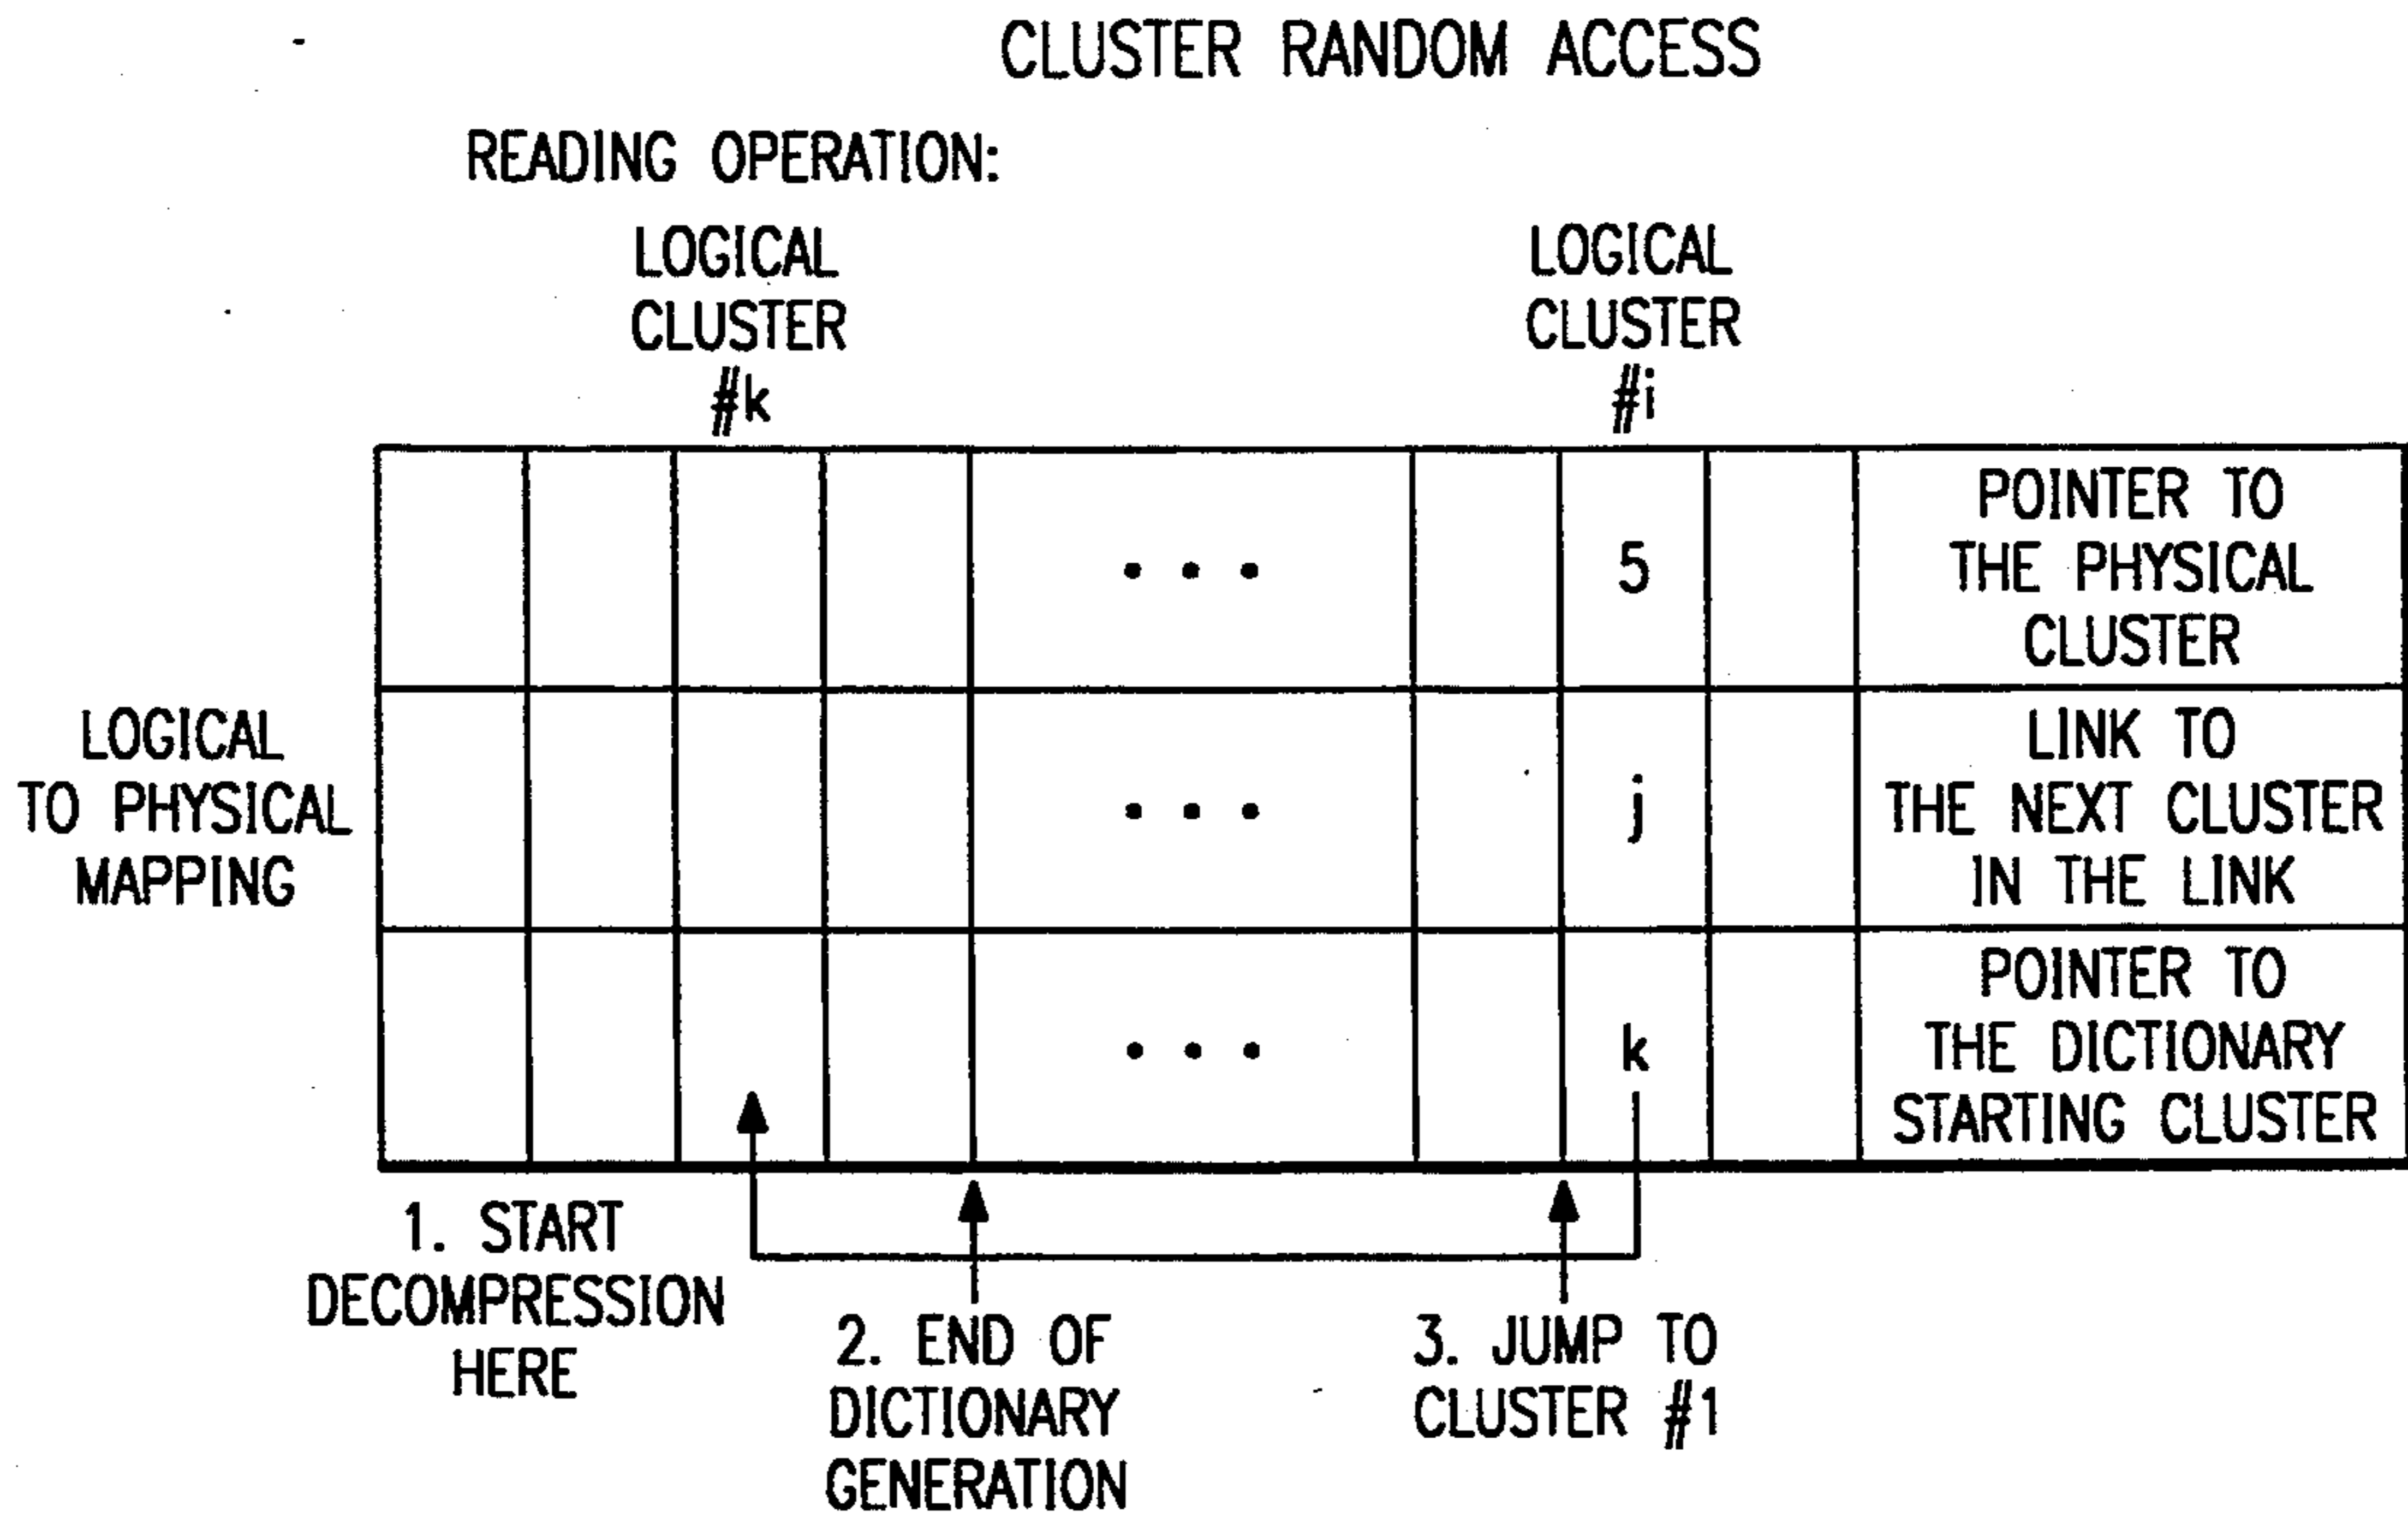 CLUSTER RANDOM ACCESS
READING OPERATION:
LOGICAL
CLUSTER
#k
LOGICAL
CLUSTER
#i
LOGICAL
TO PHYSICAL
MAPPING
• • •
5
POINTER TO
THE PHYSICAL
CLUSTER
• • •
j
LINK TO
THE NEXT CLUSTER
IN THE LINK
• • •
k
POINTER TO
THE DICTIONARY
STARTING CLUSTER
1. START
DECOMPRESSION
HERE
2. END OF
DICTIONARY
GENERATION
3. JUMP TO
CLUSTER #1